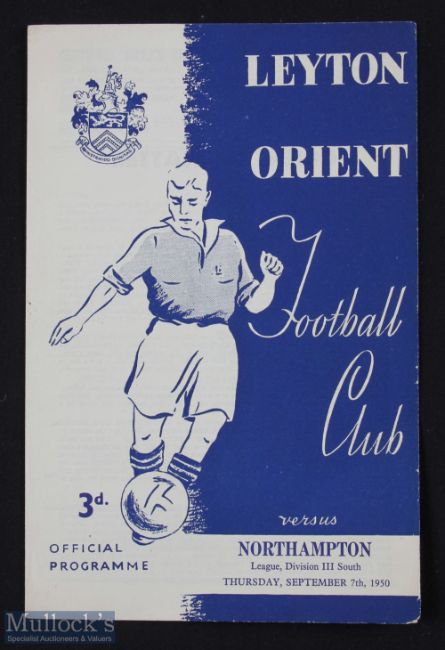 LEYTON
ORIENT
Football
Club
3d.
versus
OFFICIAL
PROGRAMME
NORTHAMPTON
League, Division III South
THURSDAY, SEPTEMBER 7th, 1950
Mullock's
Specialist Auctioneers & Valuers